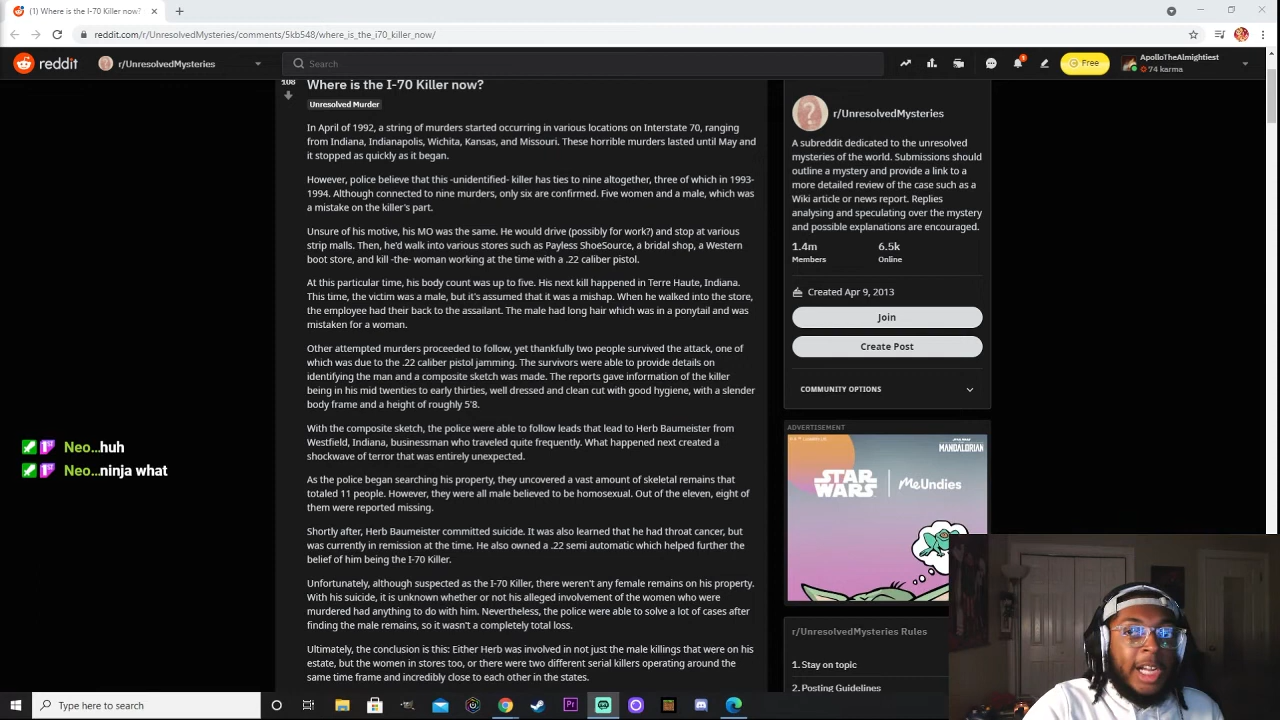 (1) Where is the I-70 Killer now?
reddit.com/r/UnresolvedMysteries/comments/5kb548/where_is_the_i70_killer_now/
reddit
r/UnresolvedMysteries
Search
Free
ApolloTheAlmightiest
74 karma
108
Where is the I-70 Killer now?
Unresolved Murder
In April of 1992, a string of murders started occurring in various locations on Interstate 70, ranging
from Indiana, Indianapolis, Wichita, Kansas, and Missouri. These horrible murders lasted until May and
it stopped as quickly as it began.
However, police believe that this -unidentified- killer has ties to nine altogether, three of which in 1993-
1994. Although connected to nine murders, only six are confirmed. Five women and a male, which was
a mistake on the killer's part.
Unsure of his motive, his MO was the same. He would drive (possibly for work?) and stop at various
strip malls. Then, he'd walk into various stores such as Payless ShoeSource, a bridal shop, a Western
boot store, and kill -the- woman working at the time with a .22 caliber pistol.
At this particular time, his body count was up to five. His next kill happened in Terre Haute, Indiana.
This time, the victim was a male, but it's assumed that it was a mishap. When he walked into the store,
the employee had their back to the assailant. The male had long hair which was in a ponytail and was
mistaken for a woman.
Other attempted murders proceeded to follow, yet thankfully two people survived the attack, one of
which was due to the .22 caliber pistol jamming. The survivors were able to provide details on
identifying the man and a composite sketch was made. The reports gave information of the killer
being in his mid twenties to early thirties, well dressed and clean cut with good hygiene, with a slender
body frame and a height of roughly 5'8.
With the composite sketch, the police were able to follow leads that lead to Herb Baumeister from
Westfield, Indiana, businessman who traveled quite frequently. What happened next created a
shockwave of terror that was entirely unexpected.
As the police began searching his property, they uncovered a vast amount of skeletal remains that
totaled 11 people. However, they were all male believed to be homosexual. Out of the eleven, eight of
them were reported missing.
Shortly after, Herb Baumeister committed suicide. It was also learned that he had throat cancer, but
was currently in remission at the time. He also owned a .22 semi automatic which helped further the
belief of him being the I-70 Killer.
Unfortunately, although suspected as the I-70 Killer, there weren't any female remains on his property.
With his suicide, it is unknown whether or not his alleged involvement of the women who were
murdered had anything to do with him. Nevertheless, the police were able to solve a lot of cases after
finding the male remains, so it wasn't a completely total loss.
Ultimately, the conclusion is this: Either Herb was involved in not just the male killings that were on his
estate, but the women in stores too, or there were two different serial killers operating around the
same time frame and incredibly close to each other in the states.
r/UnresolvedMysteries
A subreddit dedicated to the unresolved
mysteries of the world. Submissions should
outline a mystery and provide a link to a
more detailed review of the case such as a
Wiki article or news report. Replies
analysing and speculating over the mystery
and possible explanations are encouraged.
1.4m 6.5k
Members Online
Created Apr 9, 2013
Join
Create Post
COMMUNITY OPTIONS
ADVERTISEMENT
MANDALORIAN
STAR WARS MeUndies
r/UnresolvedMysteries Rules
1. Stay on topic
2. Posting Guidelines
1st Neo...huh
1st Neo...ninja what
Type here to search
Pr